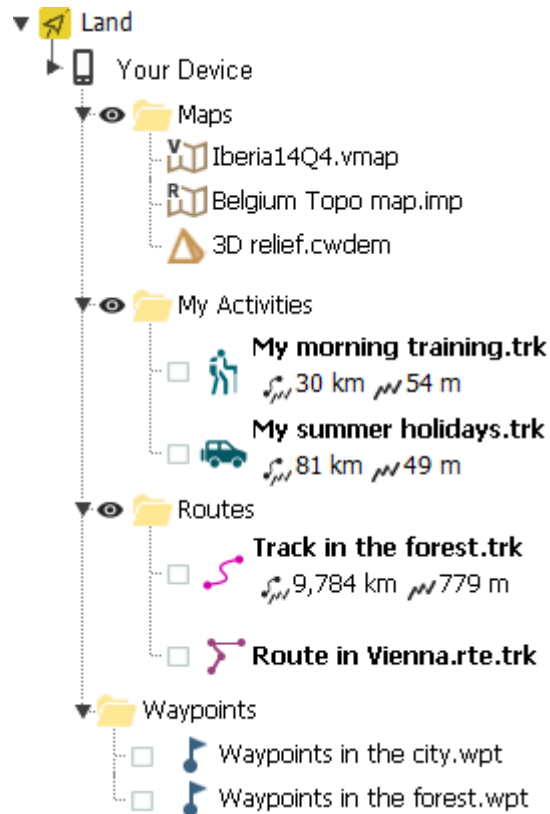 Land
Your Device
Maps
V Iberia14Q4.vmap
R Belgium Topo map.imp
3D relief.cwdem
My Activities
My morning training.trk
30 km 54 m
My summer holidays.trk
81 km 49 m
Routes
Track in the forest.trk
9,784 km 779 m
Route in Vienna.rte.trk
Waypoints
Waypoints in the city.wpt
Waypoints in the forest.wpt